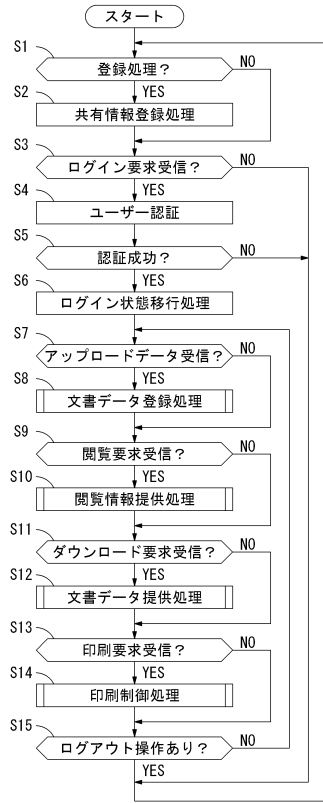 スタート
S1
登録処理？
NO
YES
S2
共有情報登録処理
S3
ログイン要求受信？
NO
YES
S4
ユーザー認証
S5
認証成功？
NO
YES
S6
ログイン状態移行処理
S7
アップロードデータ受信？
NO
YES
S8
文書データ登録処理
S9
閲覧要求受信？
NO
YES
S10
閲覧情報提供処理
S11
ダウンロード要求受信？
NO
YES
S12
文書データ提供処理
S13
印刷要求受信？
NO
YES
S14
印刷制御処理
S15
ログアウト操作あり？
NO
YES